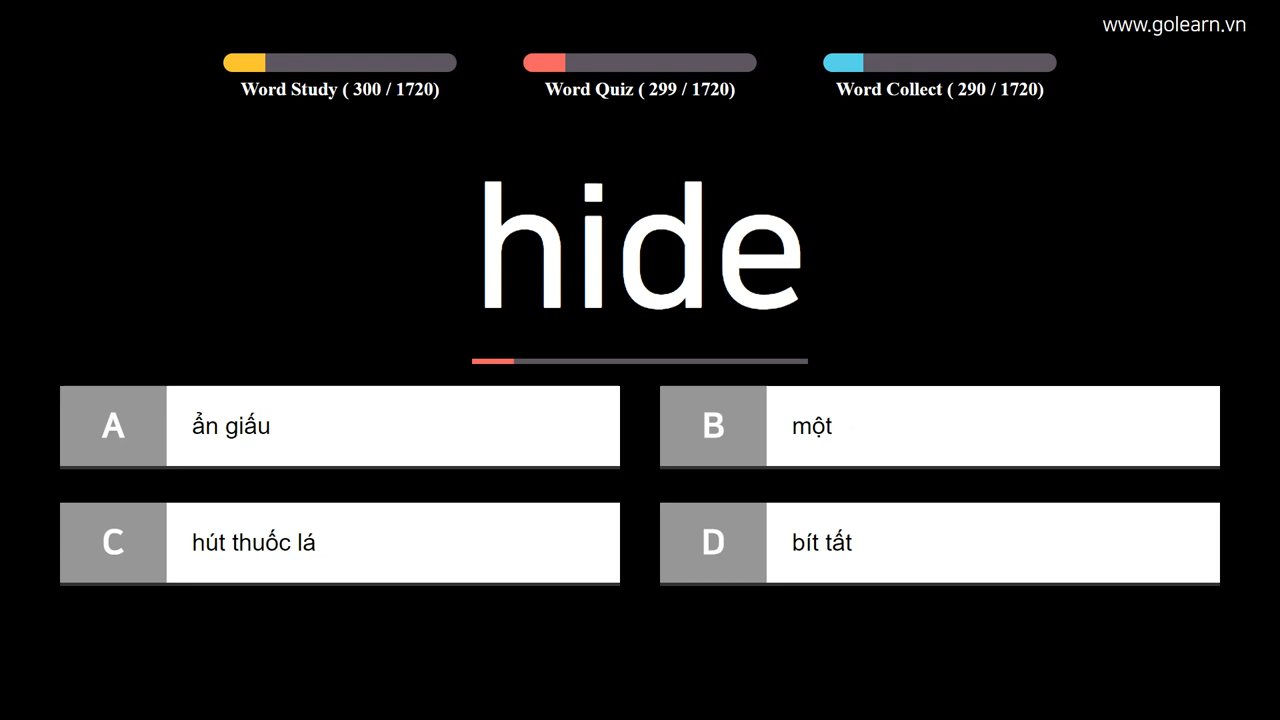 www.golearn.vn
Word Study ( 300 / 1720)
Word Quiz ( 299 / 1720)
Word Collect ( 290 / 1720)
hide
A ẩn giấu
B một
C hút thuốc lá
D bít tất